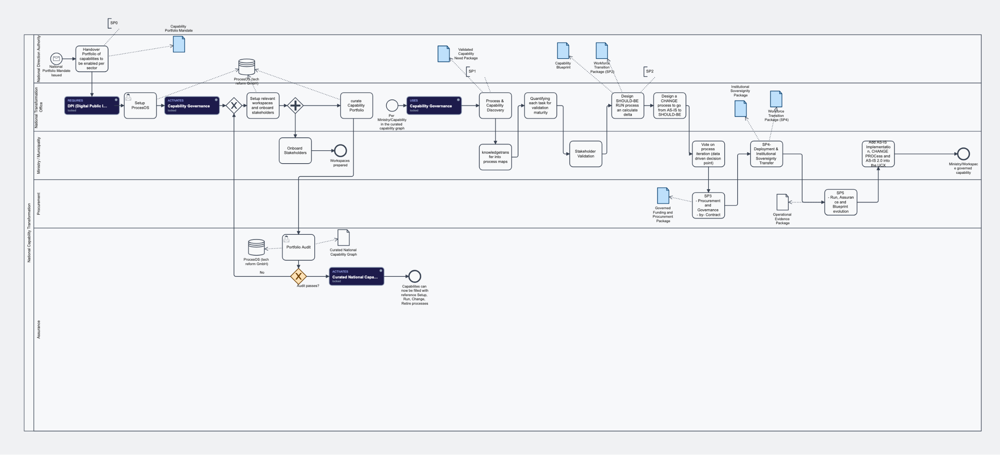 SP0
Capability
Portfolio Mandate
National Capability Transformation
National Direction Authority
National
Portfolio Mandate
Issued
Handover
Portfolio of
capabilities to
be enabled per
sector
ProcesOS (tech
reform GmbH)
Validated
Capability
Need Package
SP1
Capability
Blueprint
Workforce
Transition
Package (SP2)
SP2
National Transformation
Office
REQUIRES
DPI (Digital Public I...
locked
Setup
ProcesOS
ACTIVATES
Capability Governance
locked
X
Setup relevant
workspaces
and onboard
stakeholders
curate
Capability
Portfolio
Per
Ministry/Capability
in the curated
capability graph
USES
Capability Governance
locked
Process &
Capability
Discovery
Quantifying
each task for
validation
maturity
Design
SHOULD-BE
RUN process
an calculate
delta
Design a
CHANGE
process to go
from AS-IS to
SHOULD-BE
Institutional
Sovereignity
Package
Workforce
Transition
Package (SP4)
Ministry / Municipality
Onboard
Stakeholders
Workspaces
prepared
knowledgetrans
fer into
process maps
Stakeholder
Validation
Vote on
process
iteration (data
driven decision
point)
SP4-
Deployment &
Institutional
Sovereignty
Transfer
Add AS-IS
Implementatio
n, CHANGE
PROCess and
AS-IS 2.0 into
the UCX
Ministry/Workspac
e governed
capability
Procurement
Governed
Funding and
Procurement
Package
SP3
- Procurement
and
Governance
- by- Contract
Operational
Evidence
Package
SP5
- Run, Assuran
ce and
Blueprint
evolution
Assurance
ProcesOS (tech
reform GmbH)
Portfolio Audit
Curated National
Capability Graph
No
X
Audit passes?
ACTIVATES
Curated National Capa...
locked
Capabilites can
now be filled with
reference Setup,
Run, Change,
Retire processes